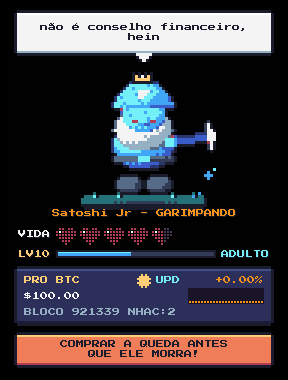 não é conselho financeiro,
hein
Satoshi Jr - GARIMPANDO
VIDA
LV10 ADULTO
PRO BTC UPD +0.00%
$100.00
BLOCO 921339 NHAC:2
COMPRAR A QUEDA ANTES
QUE ELE MORRA!